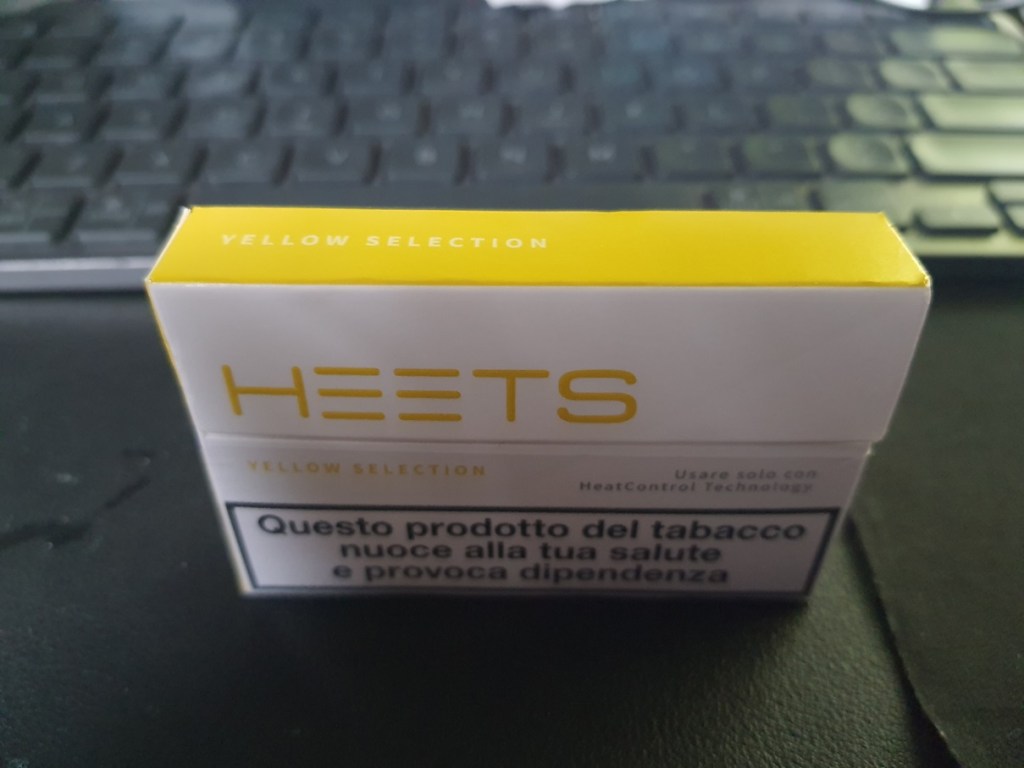 YELLOW SELECTION
HEETS
YELLOW SELECTION
Usare solo con
HeatControl Technology
Questo prodotto del tabacco
nuoce alla tua salute
e provoca dipendenza